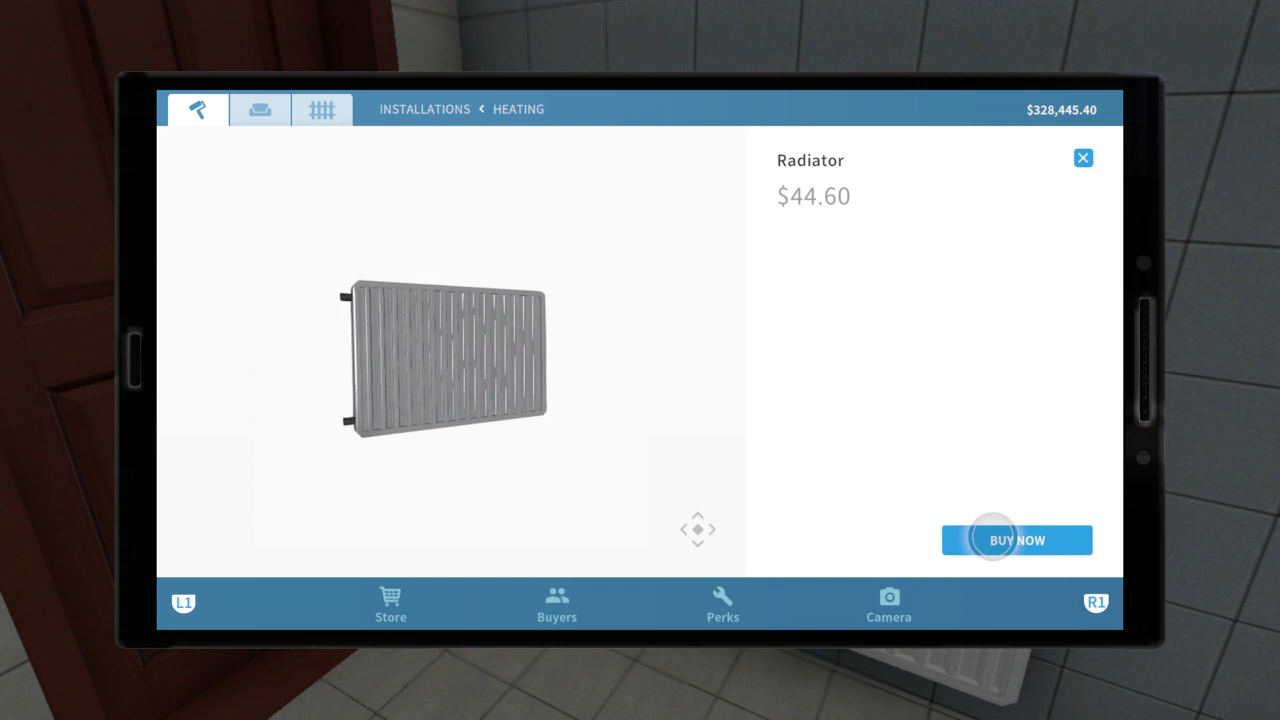 INSTALLATIONS < HEATING
$328,445.40
Radiator
$44.60
BUY NOW
L1
Store
Buyers
Perks
Camera
R1